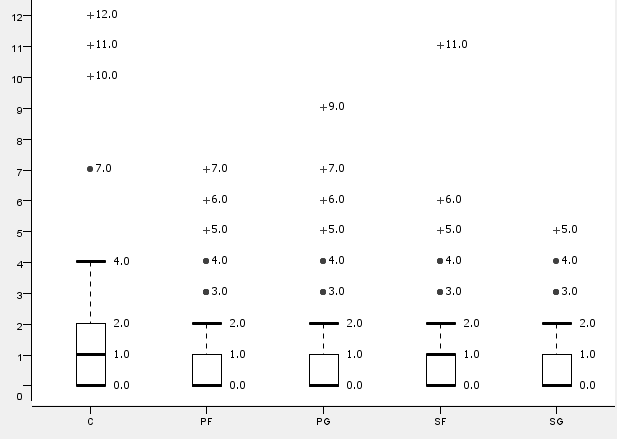 12 +12.0
11 +11.0 +11.0
10 +10.0
9 +9.0
8
7 7.0 +7.0 +7.0
6 +6.0 +6.0 +6.0
5 +5.0 +5.0 +5.0 +5.0
4 4.0 4.0 4.0 4.0 4.0
3 3.0 3.0 3.0 3.0
2 2.0 2.0 2.0 2.0 2.0
1 1.0 1.0 1.0 1.0 1.0
0 0.0 0.0 0.0 0.0 0.0
C PF PG SF SG